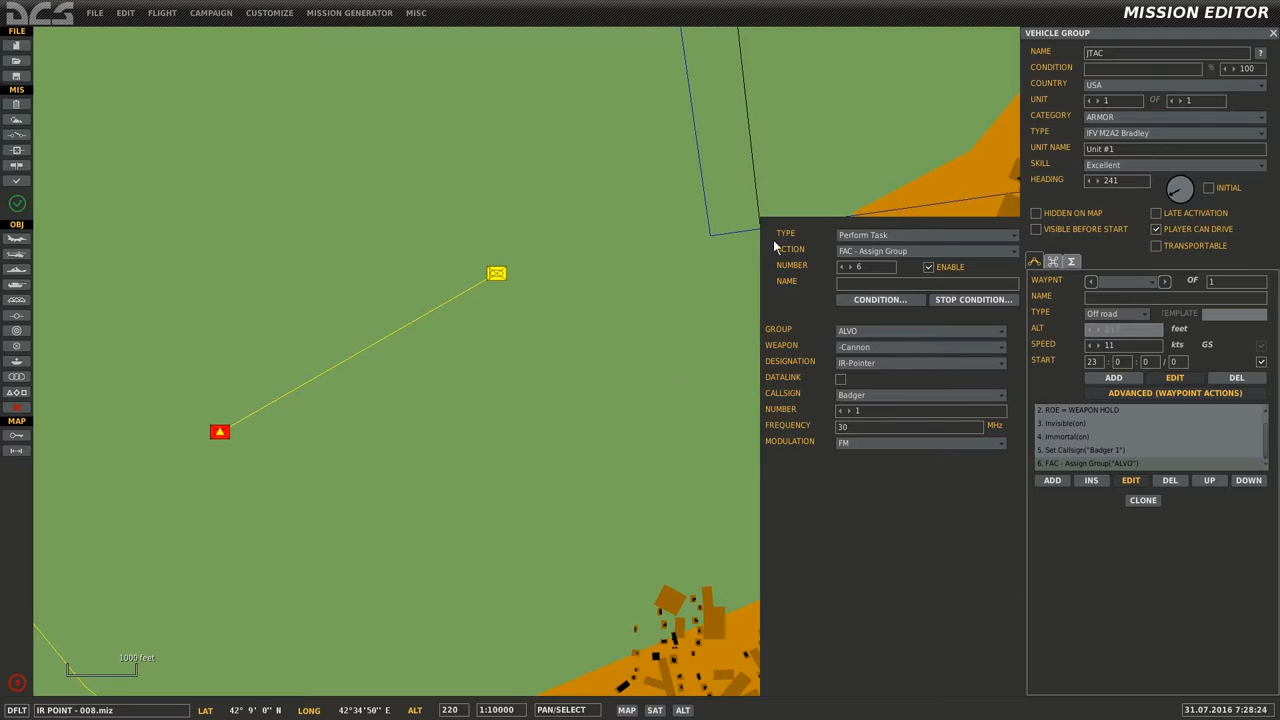 DCS FILE EDIT FLIGHT CAMPAIGN CUSTOMIZE MISSION GENERATOR MISC MISSION EDITOR
FILE
MIS
OBJ
MAP
VEHICLE GROUP X
NAME JTAC ?
CONDITION % 100
COUNTRY USA
UNIT 1 OF 1
CATEGORY ARMOR
TYPE IFV M2A2 Bradley
UNIT NAME Unit #1
SKILL Excellent
HEADING 241 INITIAL
HIDDEN ON MAP LATE ACTIVATION
VISIBLE BEFORE START PLAYER CAN DRIVE
TRANSPORTABLE
TYPE Perform Task
ACTION FAC - Assign Group
NUMBER 6 ENABLE
NAME
CONDITION... STOP CONDITION...
GROUP ALVO
WEAPON -Cannon
DESIGNATION IR-Pointer
DATALINK
CALLSIGN Badger
NUMBER 1
FREQUENCY 30 MHz
MODULATION FM
WAYPNT OF 1
NAME
TYPE Off road TEMPLATE
ALT feet
SPEED 11 kts GS
START 23 : 0 : 0 / 0
ADD EDIT DEL
ADVANCED (WAYPOINT ACTIONS)
2. ROE = WEAPON HOLD
3. Invisible(on)
4. Immortal(on)
5. Set Callsign("Badger 1")
6. FAC - Assign Group("ALVO")
ADD INS EDIT DEL UP DOWN
CLONE
1000 feet
DFLT IR POINT - 008.miz LAT 42° 9' 0'' N LONG 42°34'50'' E ALT 220 1:10000 PAN/SELECT MAP SAT ALT 31.07.2016 7:28:24